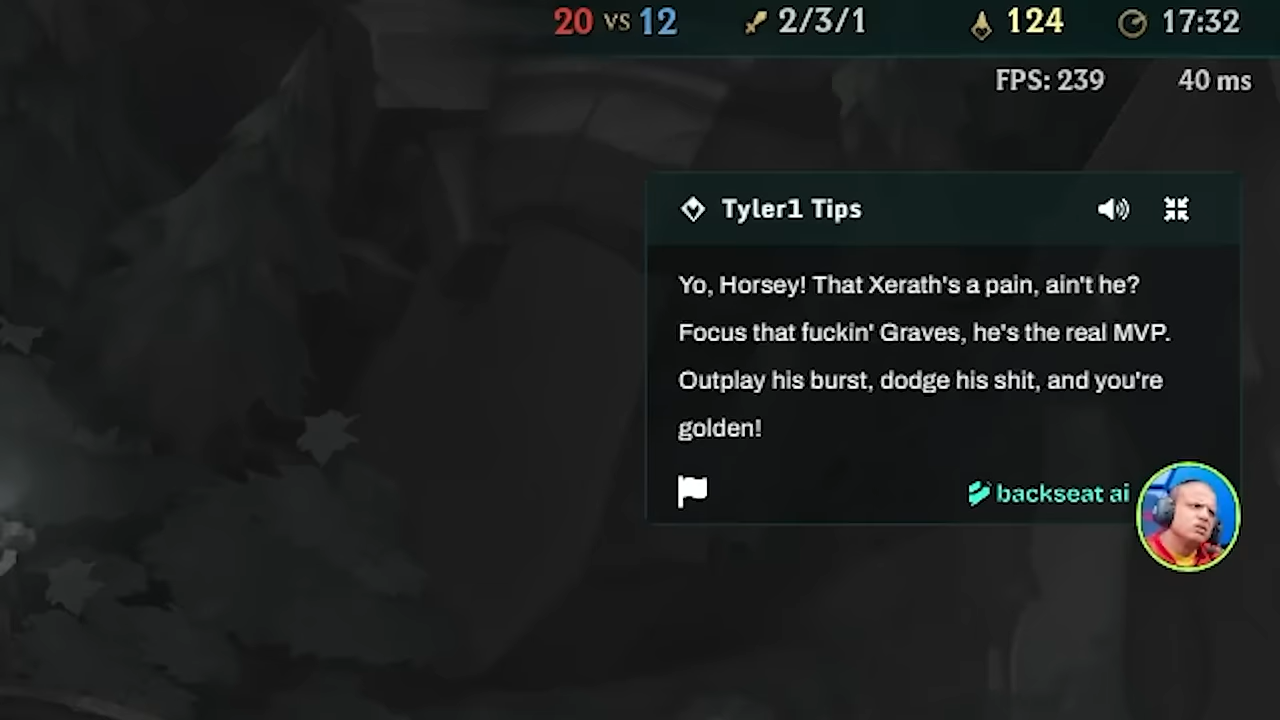 20 VS 12 2/3/1 124 17:32
FPS: 239 40 ms
Tyler1 Tips
Yo, Horsey! That Xerath's a pain, ain't he?
Focus that fuckin' Graves, he's the real MVP.
Outplay his burst, dodge his shit, and you're
golden!
backseat ai